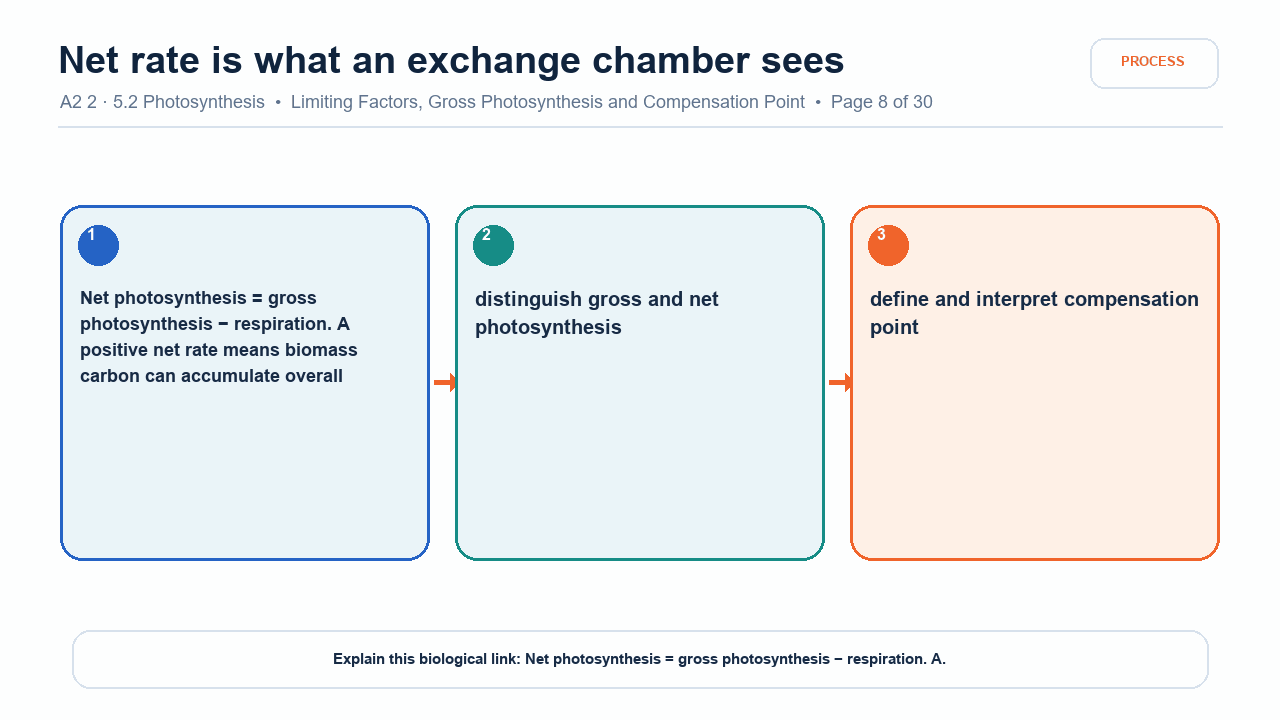 Net rate is what an exchange chamber sees
PROCESS
A2 2 · 5.2 Photosynthesis • Limiting Factors, Gross Photosynthesis and Compensation Point • Page 8 of 30
1
Net photosynthesis = gross
photosynthesis − respiration. A
positive net rate means biomass
carbon can accumulate overall
2
distinguish gross and net
photosynthesis
3
define and interpret compensation
point
Explain this biological link: Net photosynthesis = gross photosynthesis − respiration. A.